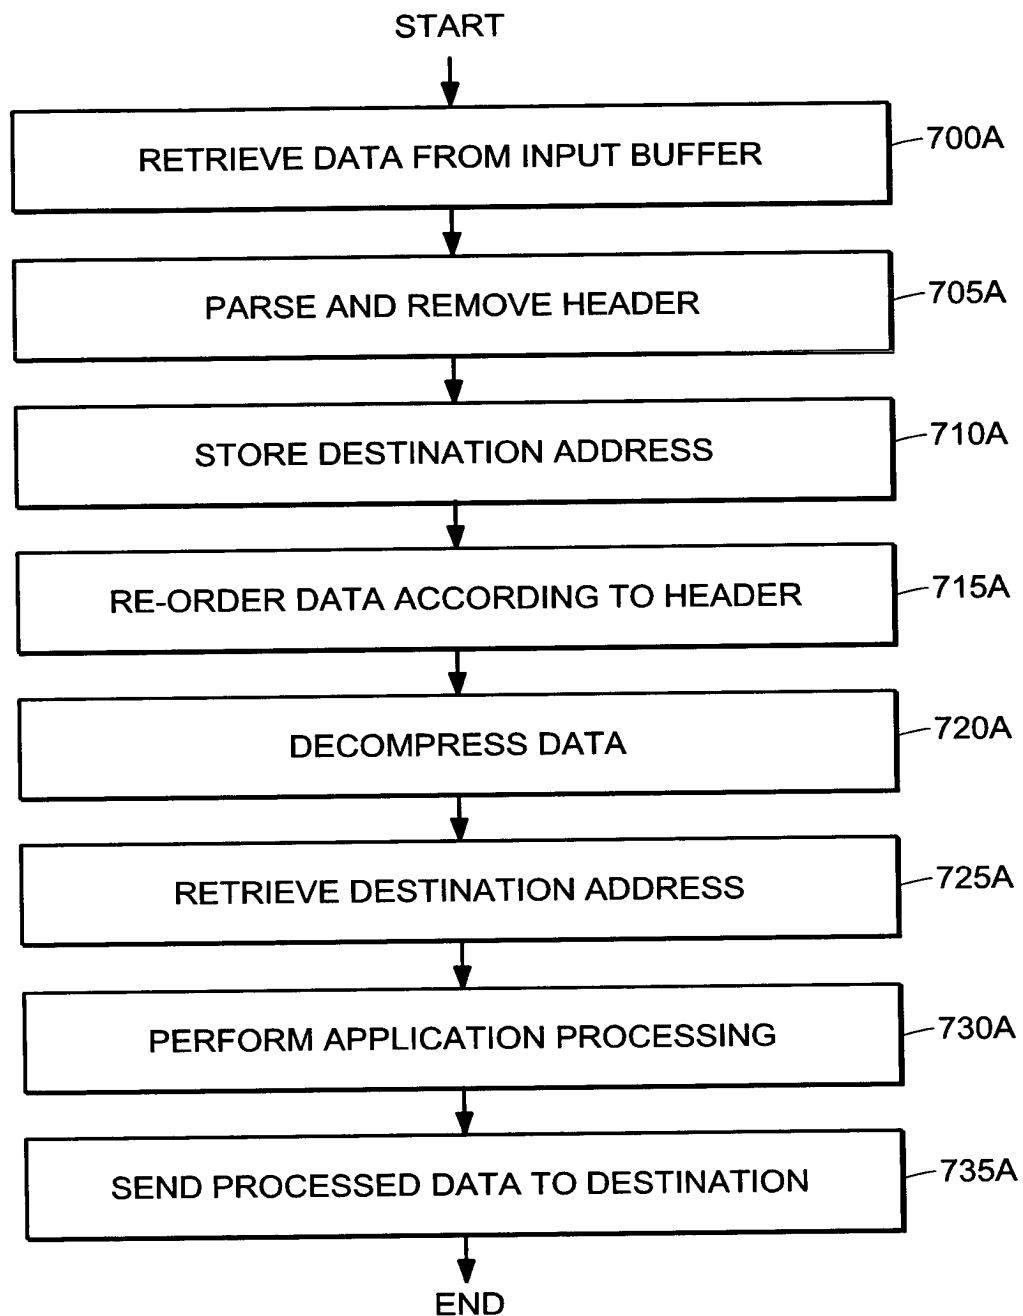 START
RETRIEVE DATA FROM INPUT BUFFER
700A
PARSE AND REMOVE HEADER
705A
STORE DESTINATION ADDRESS
710A
RE-ORDER DATA ACCORDING TO HEADER
715A
DECOMPRESS DATA
720A
RETRIEVE DESTINATION ADDRESS
725A
PERFORM APPLICATION PROCESSING
730A
SEND PROCESSED DATA TO DESTINATION
735A
END